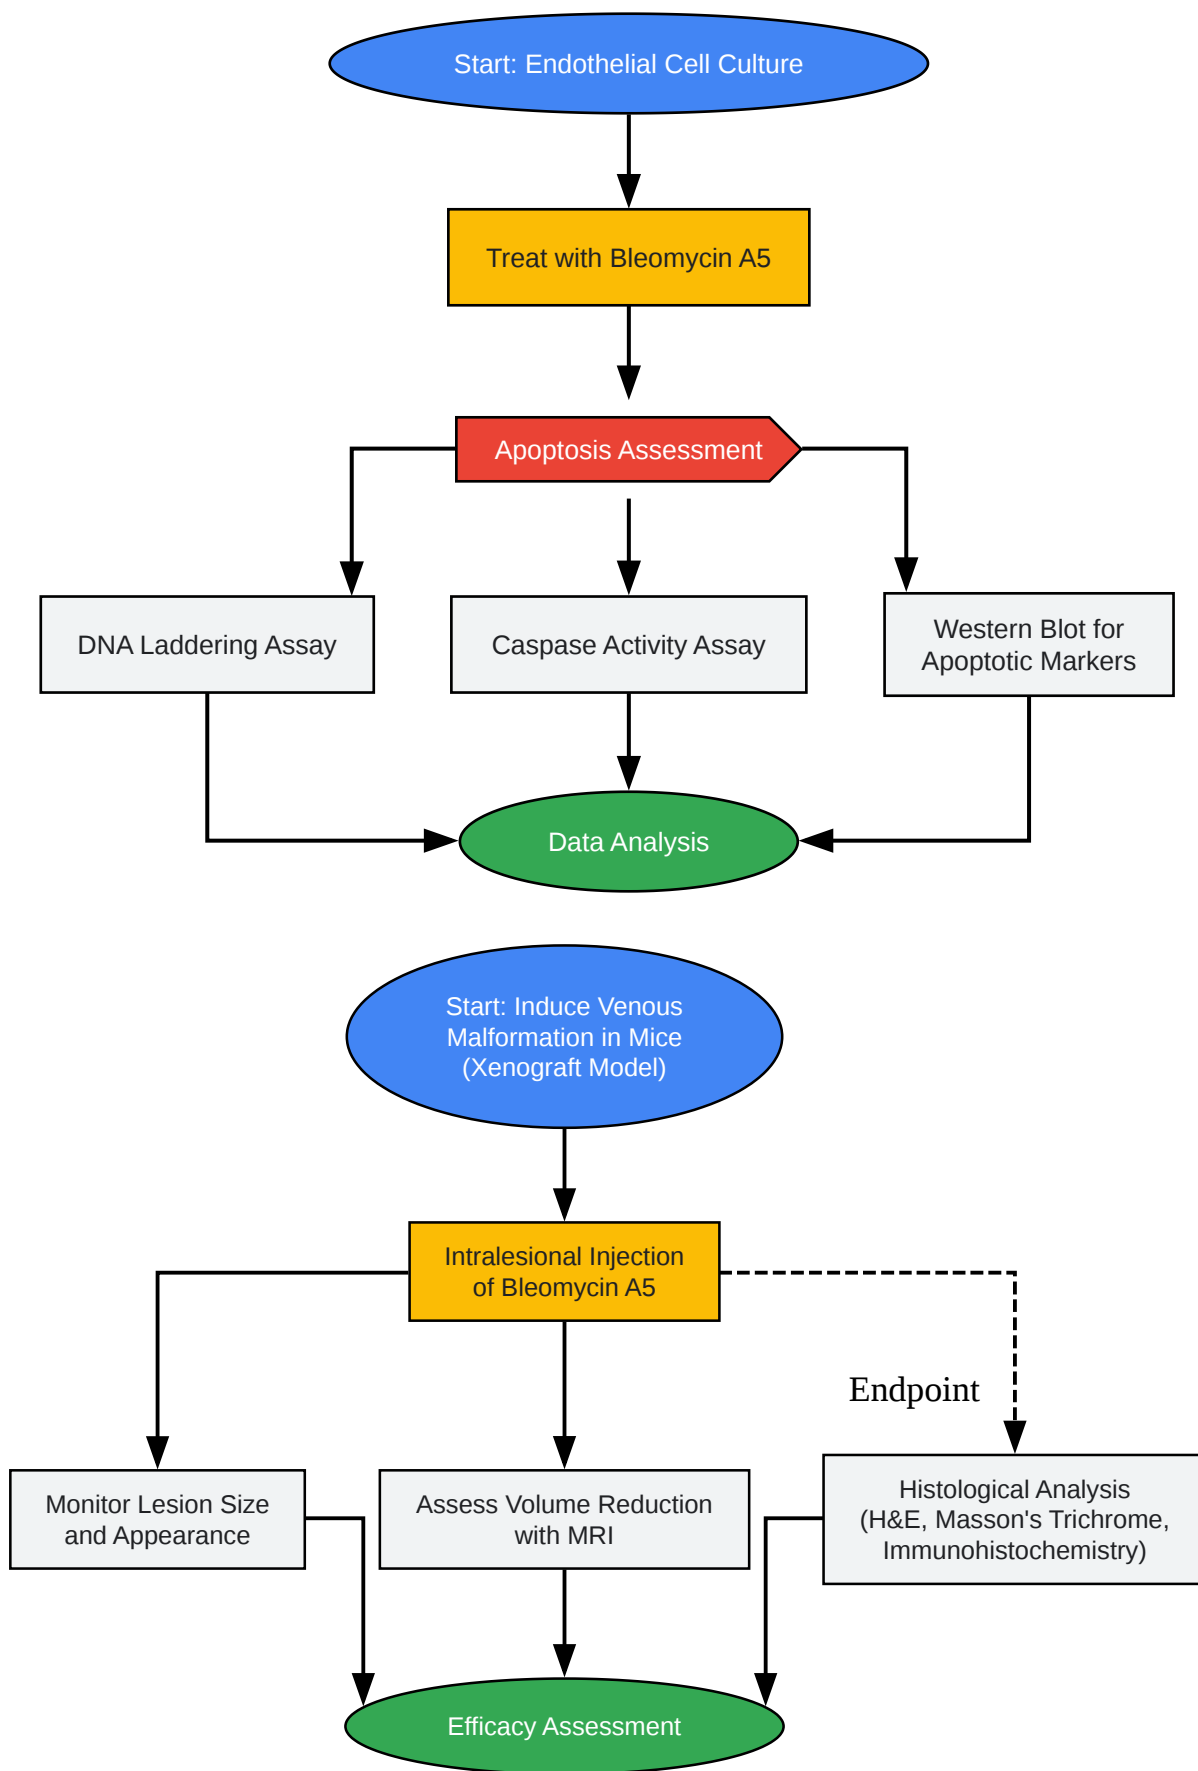 Start: Endothelial Cell Culture
Treat with Bleomycin A5
Apoptosis Assessment
DNA Laddering Assay
Caspase Activity Assay
Western Blot for
Apoptotic Markers
Data Analysis
Start: Induce Venous
Malformation in Mice
(Xenograft Model)
Intralesional Injection
of Bleomycin A5
Endpoint
Monitor Lesion Size
and Appearance
Assess Volume Reduction
with MRI
Histological Analysis
(H&E, Masson's Trichrome,
Immunohistochemistry)
Efficacy Assessment